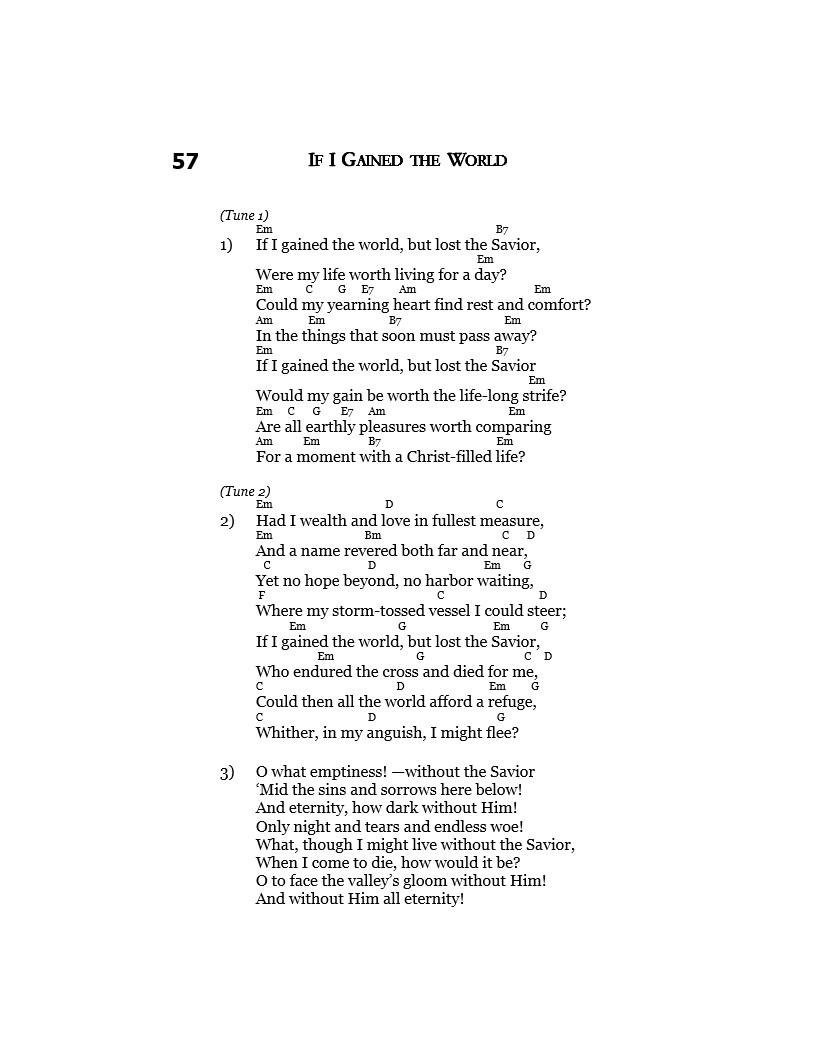 57 IF I GAINED THE WORLD
(Tune 1)
Em B7
1) If I gained the world, but lost the Savior,
Em
Were my life worth living for a day?
Em C G E7 Am Em
Could my yearning heart find rest and comfort?
Am Em B7 Em
In the things that soon must pass away?
Em B7
If I gained the world, but lost the Savior
Em
Would my gain be worth the life-long strife?
Em C G E7 Am Em
Are all earthly pleasures worth comparing
Am Em B7 Em
For a moment with a Christ-filled life?
(Tune 2)
Em D C
2) Had I wealth and love in fullest measure,
Em Bm C D
And a name revered both far and near,
C D Em G
Yet no hope beyond, no harbor waiting,
F C D
Where my storm-tossed vessel I could steer;
Em G Em G
If I gained the world, but lost the Savior,
Em G C D
Who endured the cross and died for me,
C D Em G
Could then all the world afford a refuge,
C D G
Whither, in my anguish, I might flee?
3) O what emptiness! —without the Savior
‘Mid the sins and sorrows here below!
And eternity, how dark without Him!
Only night and tears and endless woe!
What, though I might live without the Savior,
When I come to die, how would it be?
O to face the valley’s gloom without Him!
And without Him all eternity!